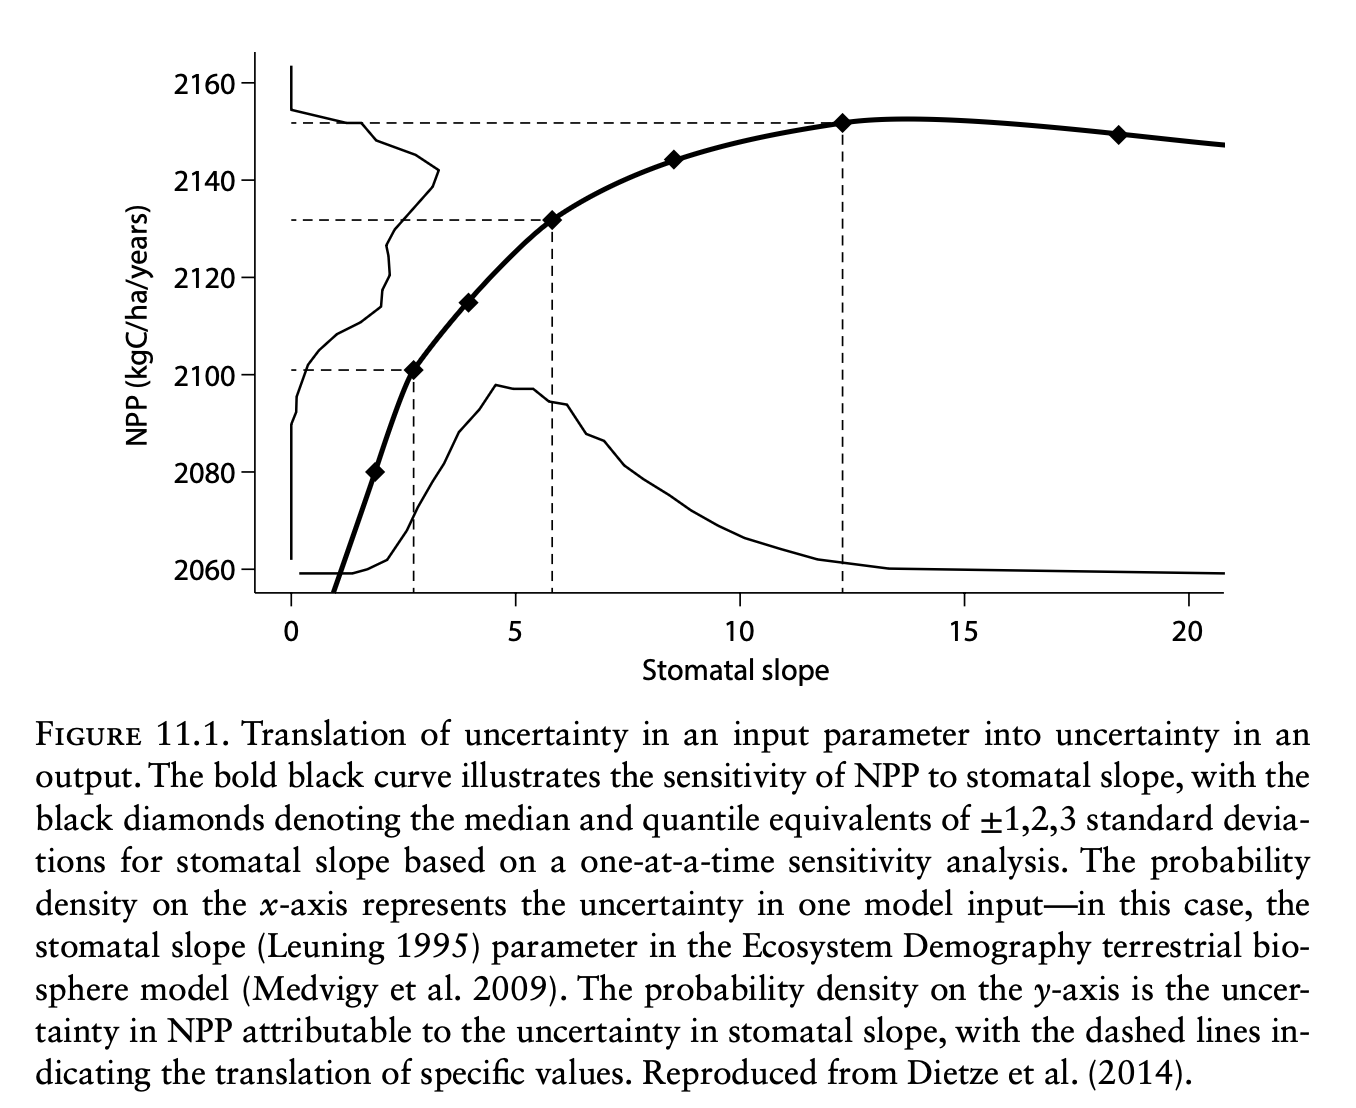 2160
2140
2120
2100
2080
2060
NPP (kgC/ha/years)
0 5 10 15 20
Stomatal slope
FIGURE 11.1. Translation of uncertainty in an input parameter into uncertainty in an
output. The bold black curve illustrates the sensitivity of NPP to stomatal slope, with the
black diamonds denoting the median and quantile equivalents of ±1,2,3 standard devia-
tions for stomatal slope based on a one-at-a-time sensitivity analysis. The probability
density on the x-axis represents the uncertainty in one model input—in this case, the
stomatal slope (Leuning 1995) parameter in the Ecosystem Demography terrestrial bio-
sphere model (Medvigy et al. 2009). The probability density on the y-axis is the uncer-
tainty in NPP attributable to the uncertainty in stomatal slope, with the dashed lines in-
dicating the translation of specific values. Reproduced from Dietze et al. (2014).